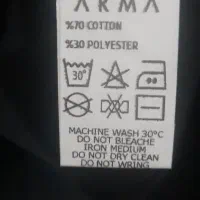 ARMA
%70 COTTON
%30 POLYESTER
30°
MACHINE WASH 30°C
DO NOT BLEACHE
IRON MEDIUM
DO NOT DRY CLEAN
DO NOT WRING